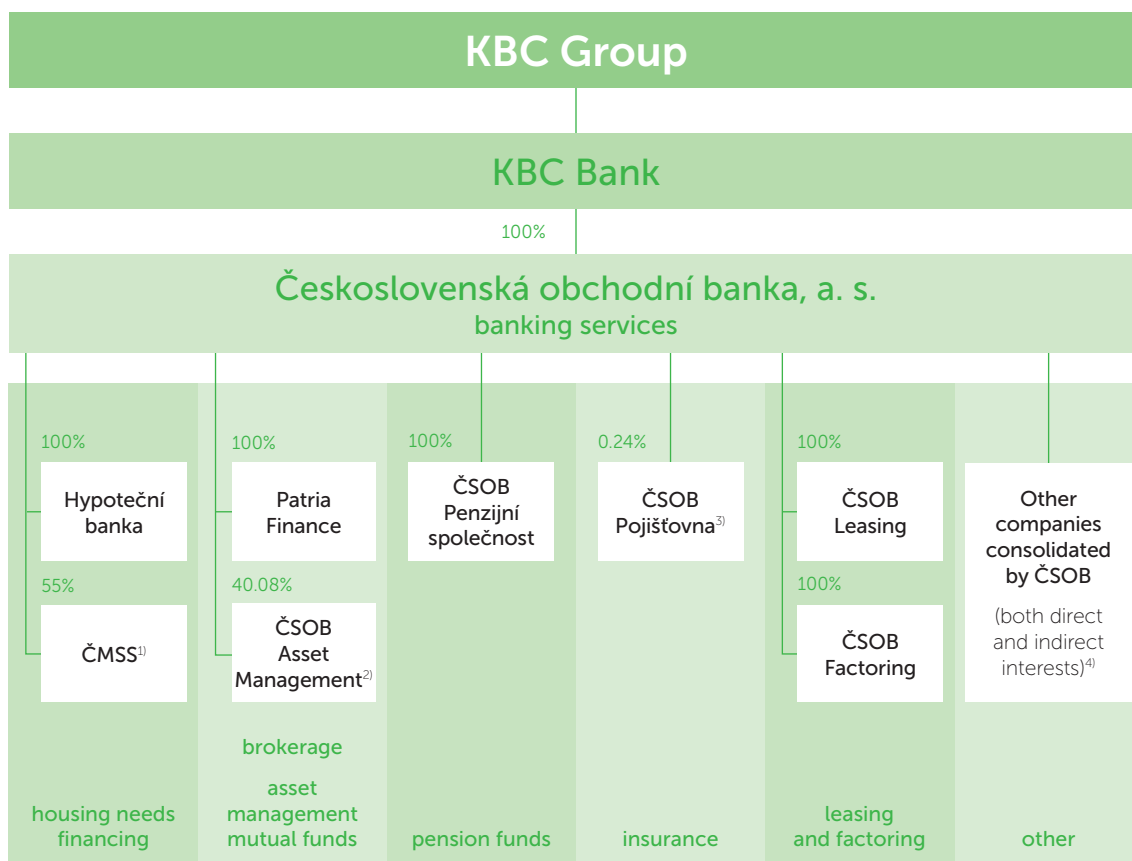 KBC Group
KBC Bank
100%
Československá obchodní banka, a. s.
banking services
100%
Hypoteční
banka
55%
ČMSS1)
housing needs
financing
100%
Patria
Finance
40.08%
ČSOB
Asset
Management2)
brokerage
asset
management
mutual funds
100%
ČSOB
Penzijní
společnost
pension funds
0.24%
ČSOB
Pojišťovna3)
insurance
100%
ČSOB
Leasing
100%
ČSOB
Factoring
leasing
and factoring
Other
companies
consolidated
by ČSOB
(both direct
and indirect
interests)4)
other